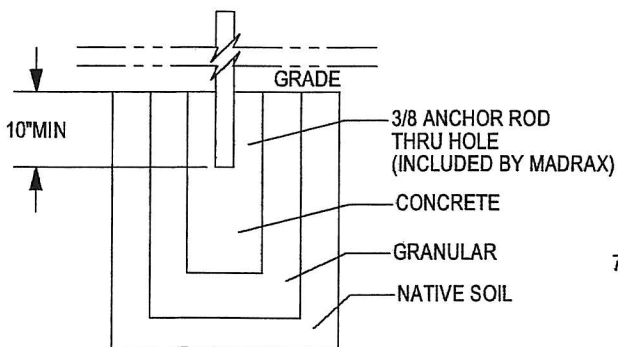 GRADE
10"MIN
3/8 ANCHOR ROD
THRU HOLE
(INCLUDED BY MADRAX)
CONCRETE
GRANULAR
NATIVE SOIL